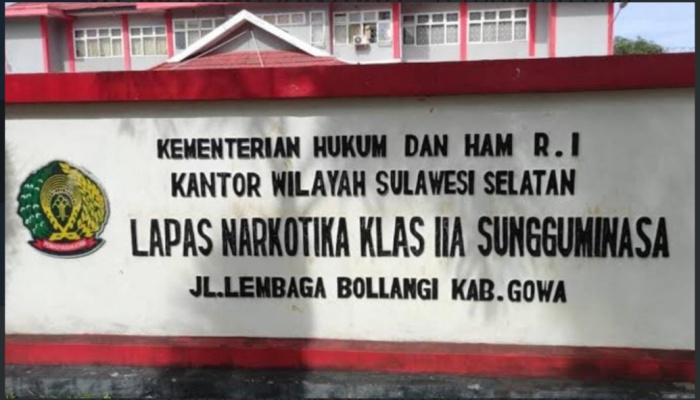 KEMENTERIAN HUKUM DAN HAM R.I
KANTOR WILAYAH SULAWESI SELATAN
LAPAS NARKOTIKA KLAS IIA SUNGGUMINASA
JL.LEMBAGA BOLLANGI KAB.GOWA